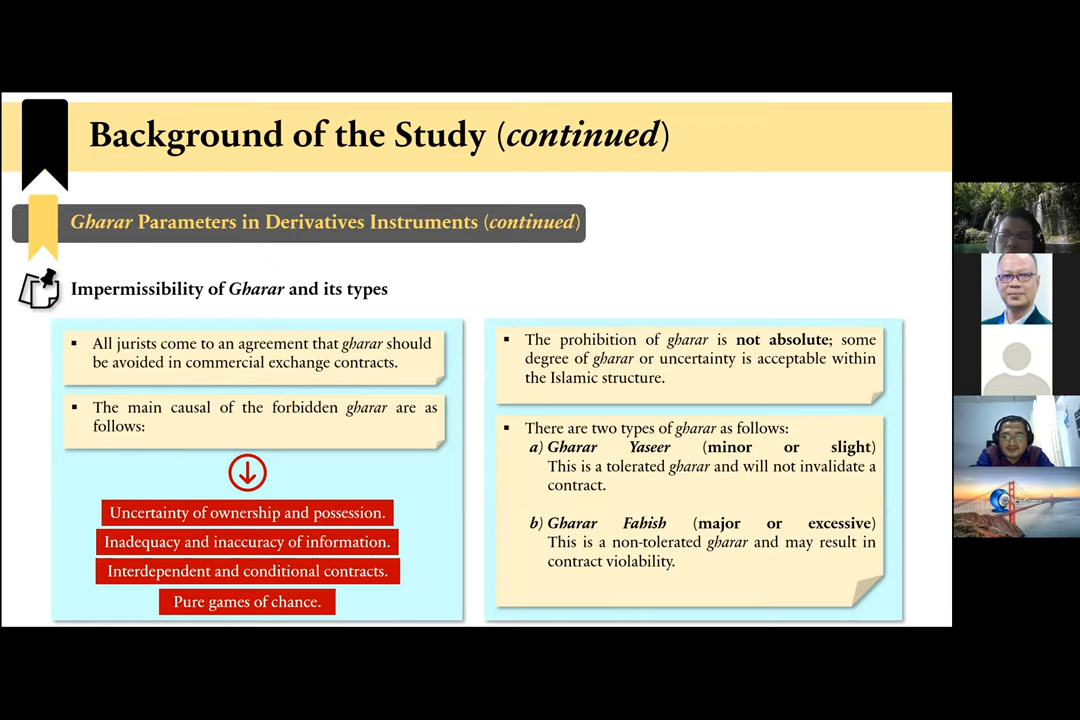 Background of the Study (continued)
Gharar Parameters in Derivatives Instruments (continued)
Impermissibility of Gharar and its types
▪ All jurists come to an agreement that gharar should
be avoided in commercial exchange contracts.
▪ The main causal of the forbidden gharar are as
follows:
Uncertainty of ownership and possession.
Inadequacy and inaccuracy of information.
Interdependent and conditional contracts.
Pure games of chance.
▪ The prohibition of gharar is not absolute; some
degree of gharar or uncertainty is acceptable within
the Islamic structure.
▪ There are two types of gharar as follows:
a) Gharar Yaseer (minor or slight)
This is a tolerated gharar and will not invalidate a
contract.
b) Gharar Fahish (major or excessive)
This is a non-tolerated gharar and may result in
contract violability.